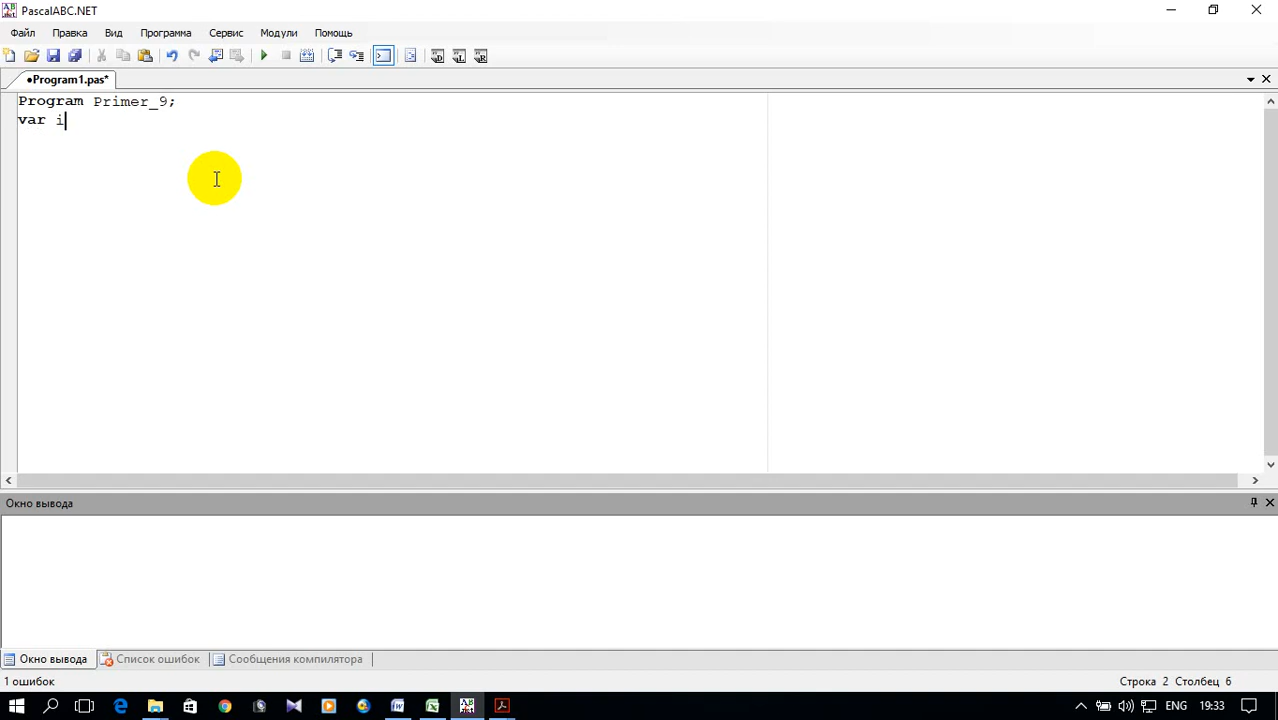 PascalABC.NET
Файл Правка Вид Программа Сервис Модули Помощь
•Program1.pas*
Program Primer_9;
var i
Окно вывода
Окно вывода Список ошибок Сообщения компилятора
1 ошибок Строка 2 Столбец 6
ENG 19:33